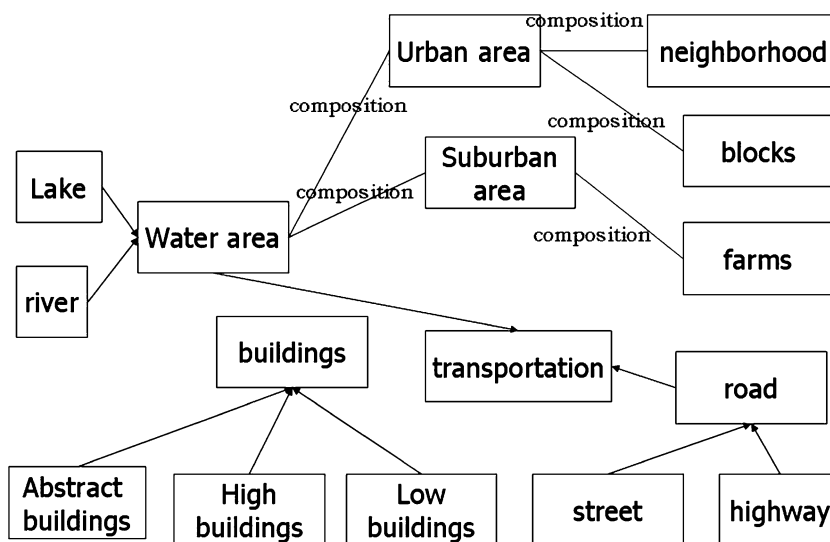 composition
Urban area
neighborhood
composition
composition
blocks
Suburban
area
Lake
composition
Water area
composition
farms
river
buildings
transportation
road
Abstract
buildings
High
buildings
Low
buildings
street
highway